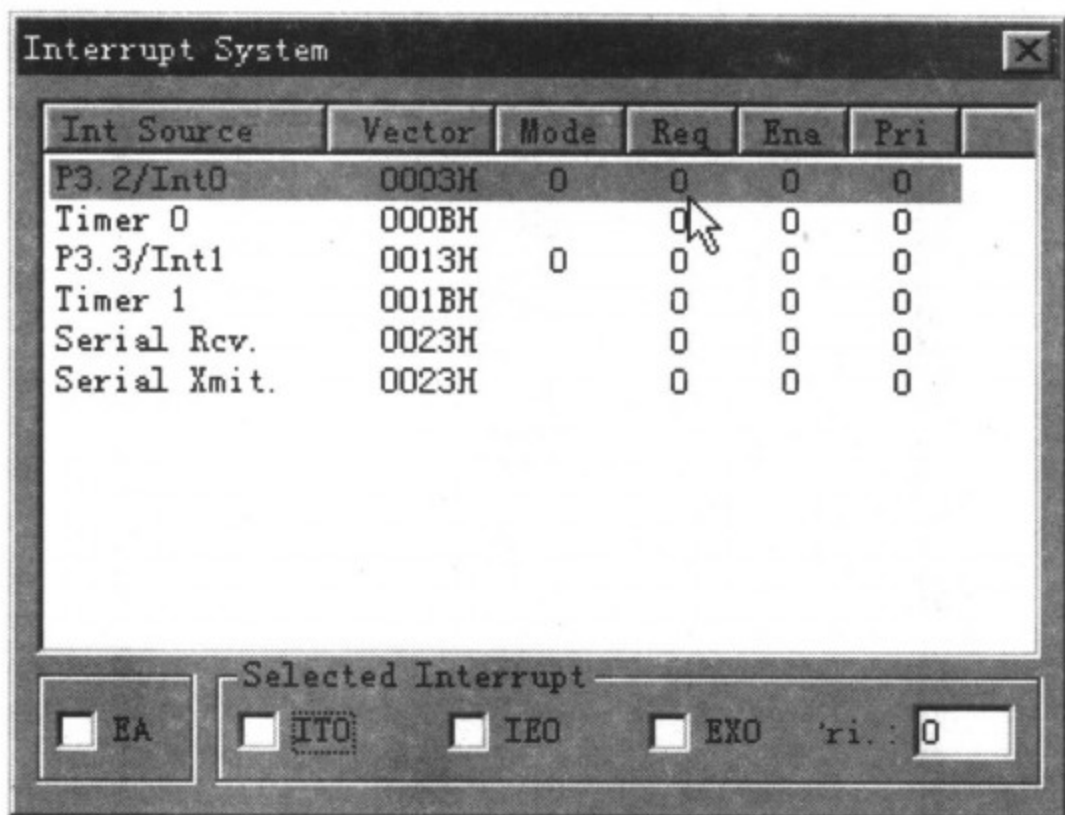 Interrupt System
Int Source Vector Mode Req Ena Pri
P3.2/Int0 0003H 0 0 0 0
Timer 0 000BH 0 0 0
P3.3/Int1 0013H 0 0 0 0
Timer 1 001BH 0 0 0
Serial Rcv. 0023H 0 0 0
Serial Xmit. 0023H 0 0 0
Selected Interrupt
EA IT0 IE0 EX0 'ri.: 0